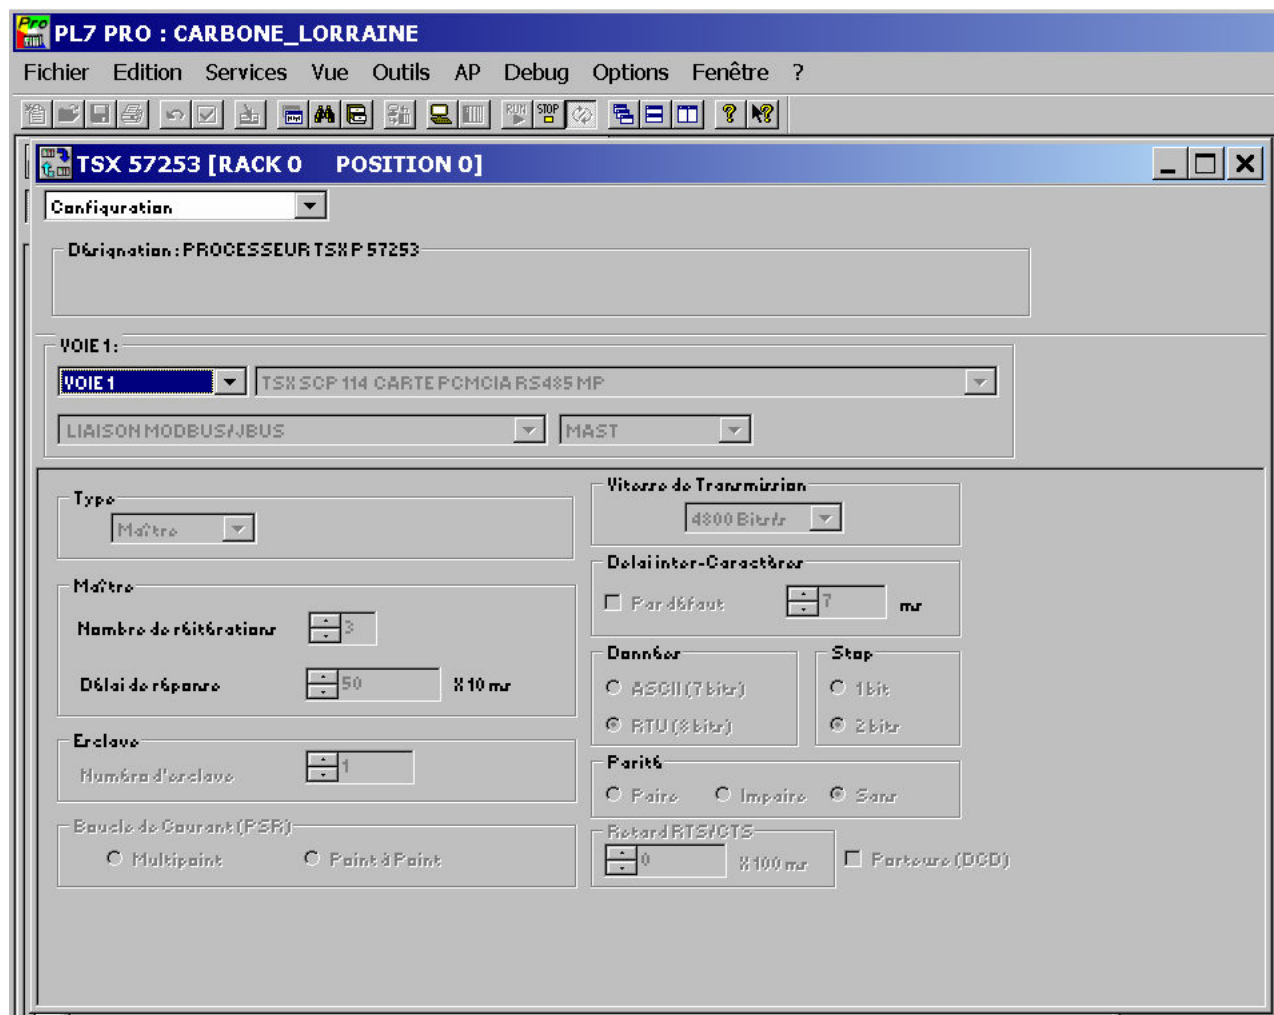 PL7 PRO : CARBONE_LORRAINE
Fichier Edition Services Vue Outils AP Debug Options Fenêtre ?
RUN STOP
TSX 57253 [RACK 0 POSITION 0]
Configuration
Désignation : PROCESSEUR TSX P 57253
VOIE 1 :
VOIE 1 TSX SCP 114 CARTE PCMCIA RS485 MP
LIAISON MODBUS/JBUS MAST
Type
Maître
Vitesse de Transmission
4800 Bits/s
Maître
Nombre de réitérations 3
Délai de réponse 50 X 10 ms
Delai inter-Caractères
Par défaut 7 ms
Données
ASCII (7 bits)
RTU (8 bits)
Stop
1 bit
2 bits
Esclave
Numéro d'esclave 1
Parité
Paire Impaire Sans
Boucle de Courant (PSR)
Multipoint Point à Point
Retard RTS/CTS
0 X 100 ms Porteuse (DCD)